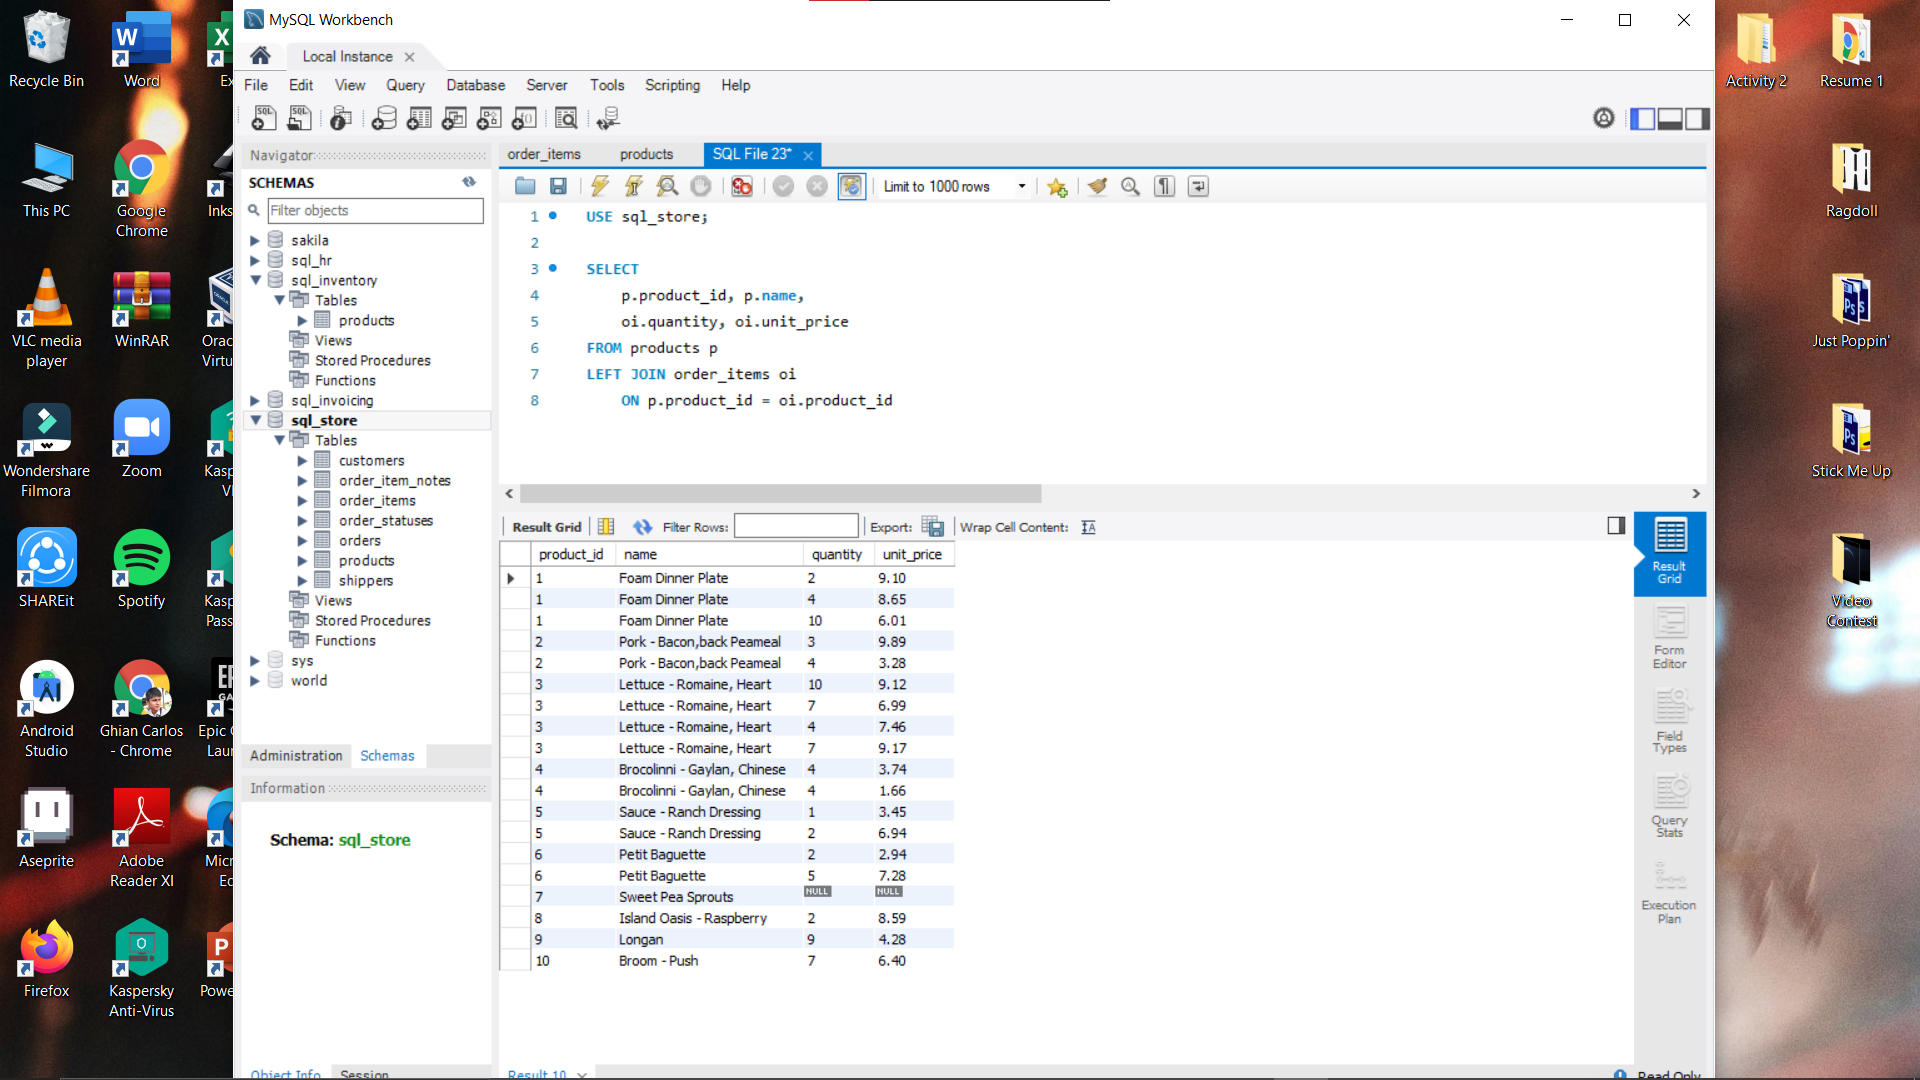 Recycle Bin
Word
This PC
Google
Chrome
VLC media
player
WinRAR
Wondershare
Filmora
Zoom
SHAREit
Spotify
Android
Studio
Ghian Carlos
- Chrome
Epic
Aseprite
Adobe
Reader XI
Firefox
Kaspersky
Anti-Virus
MySQL Workbench
Local Instance
File Edit View Query Database Server Tools Scripting Help
Navigator
SCHEMAS
Filter objects
sakila
sql_hr
sql_inventory
Tables
products
Views
Stored Procedures
Functions
sql_invoicing
sql_store
Tables
customers
order_item_notes
order_items
order_statuses
orders
products
shippers
Views
Stored Procedures
Functions
sys
world
Administration Schemas
Information
Schema: sql_store
Object Info Session
order_items products SQL File 23*
Limit to 1000 rows
1 USE sql_store;
2
3 SELECT
4 p.product_id, p.name,
5 oi.quantity, oi.unit_price
6 FROM products p
7 LEFT JOIN order_items oi
8 ON p.product_id = oi.product_id
Result Grid Filter Rows: Export: Wrap Cell Content:
product_id name quantity unit_price
1 Foam Dinner Plate 2 9.10
1 Foam Dinner Plate 4 8.65
1 Foam Dinner Plate 10 6.01
2 Pork - Bacon,back Peameal 3 9.89
2 Pork - Bacon,back Peameal 4 3.28
3 Lettuce - Romaine, Heart 10 9.12
3 Lettuce - Romaine, Heart 7 6.99
3 Lettuce - Romaine, Heart 4 7.46
3 Lettuce - Romaine, Heart 7 9.17
4 Brocolinni - Gaylan, Chinese 4 3.74
4 Brocolinni - Gaylan, Chinese 4 1.66
5 Sauce - Ranch Dressing 1 3.45
5 Sauce - Ranch Dressing 2 6.94
6 Petit Baguette 2 2.94
6 Petit Baguette 5 7.28
7 Sweet Pea Sprouts NULL NULL
8 Island Oasis - Raspberry 2 8.59
9 Longan 9 4.28
10 Broom - Push 7 6.40
Result 10
Read Only
Result
Grid
Form
Editor
Field
Types
Query
Stats
Execution
Plan
Activity 2
Resume 1
Ragdoll
Just Poppin'
Stick Me Up
Video
Contest